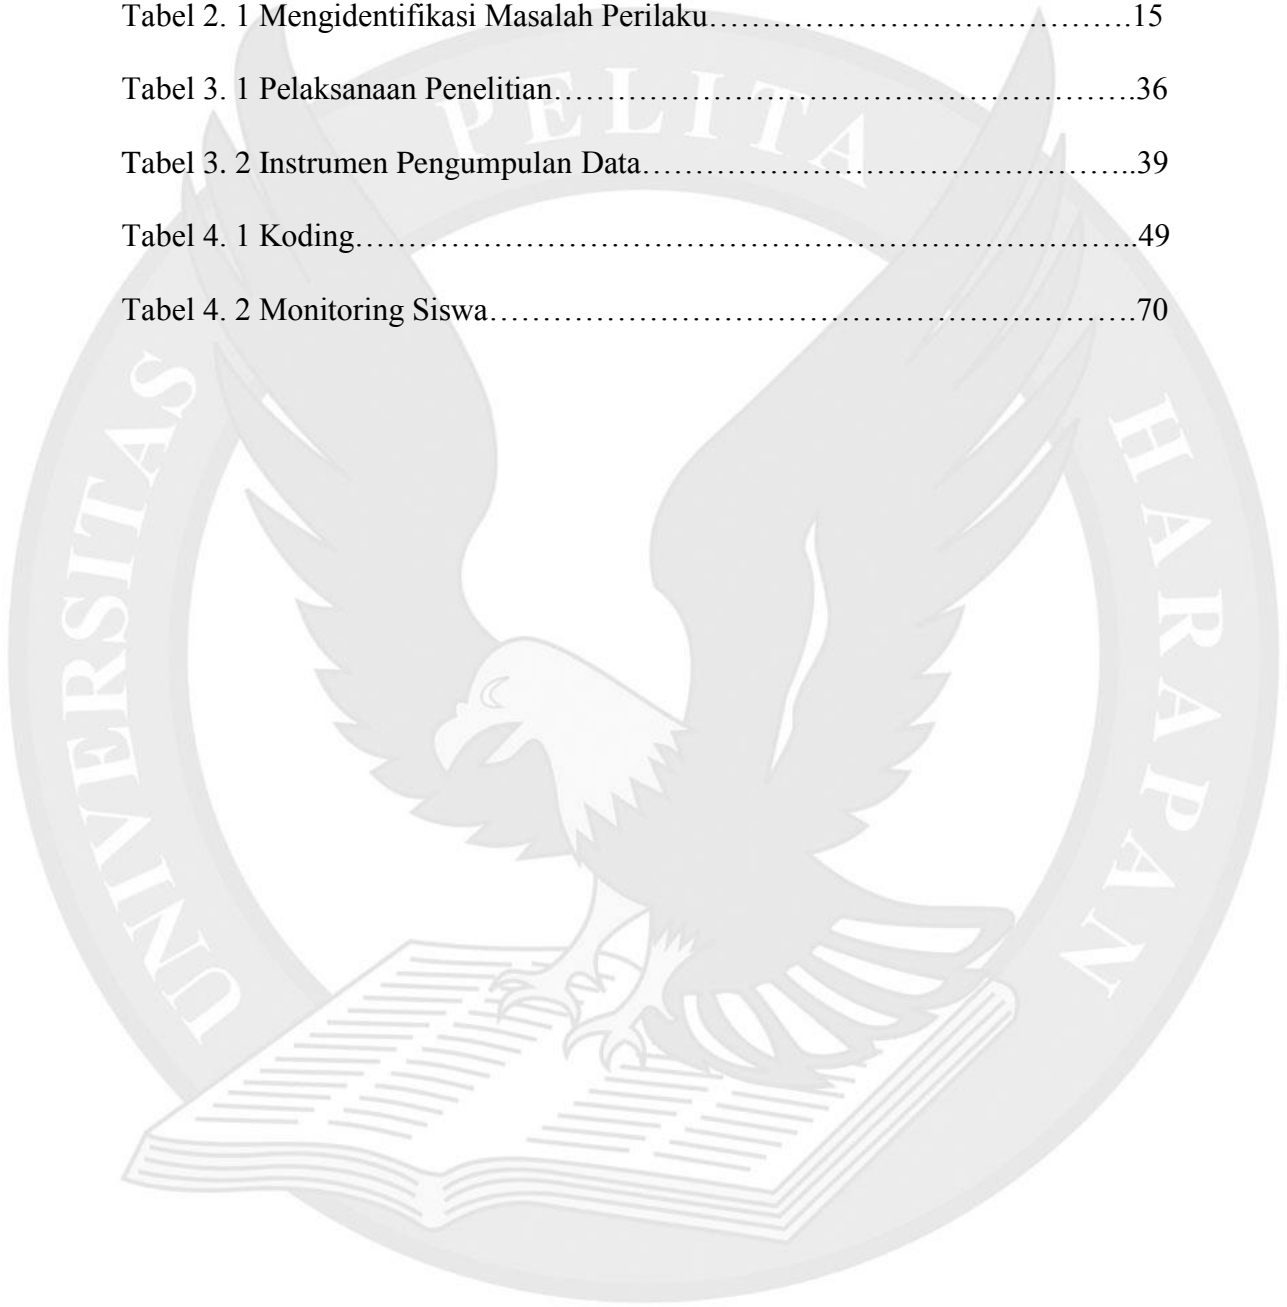 Tabel 2. 1 Mengidentifikasi Masalah Perilaku…………………………………….15
Tabel 3. 1 Pelaksanaan Penelitian………………………………………………….36
Tabel 3. 2 Instrumen Pengumpulan Data…………………………………………..39
Tabel 4. 1 Koding…………………………………………………………………..49
Tabel 4. 2 Monitoring Siswa……………………………………………………….70
UNIVERSITAS PELITA HARAPAN